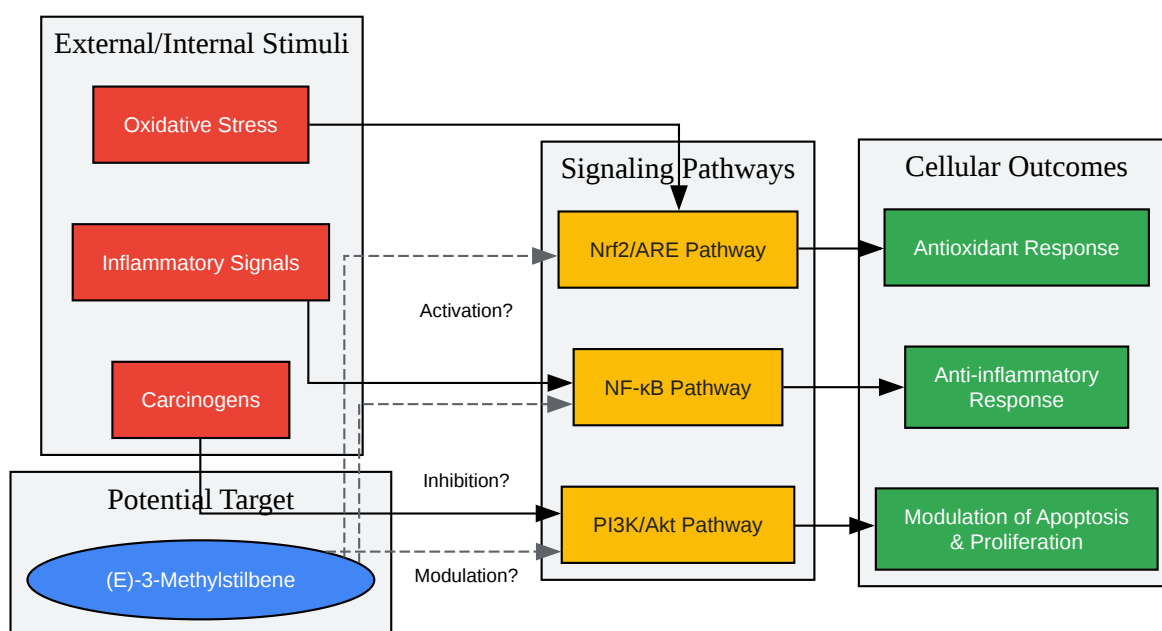 External/Internal Stimuli
Oxidative Stress
Inflammatory Signals
Carcinogens
Potential Target
(E)-3-Methylstilbene
Activation?
Inhibition?
Modulation?
Signaling Pathways
Nrf2/ARE Pathway
NF-κB Pathway
PI3K/Akt Pathway
Cellular Outcomes
Antioxidant Response
Anti-inflammatory
Response
Modulation of Apoptosis
& Proliferation